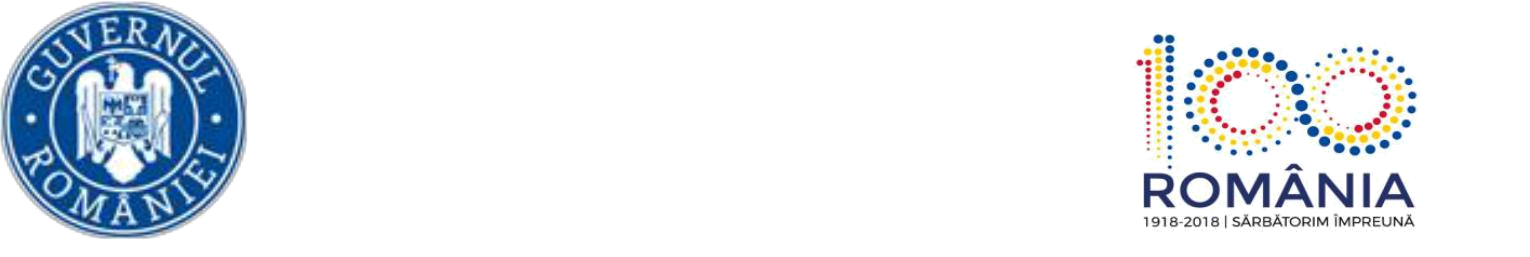 GUVERNUL
ROMÂNIEI
100
ROMÂNIA
1918-2018 | SĂRBĂTORIM ÎMPREUNĂ